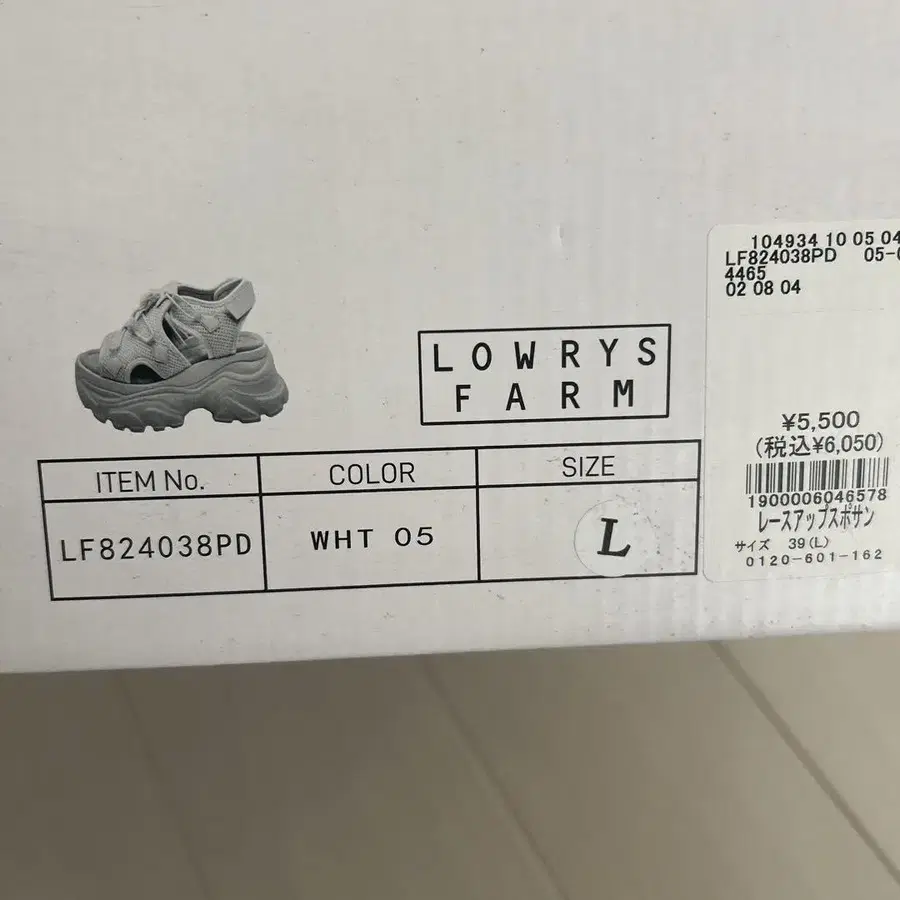 LOWRYS
FARM
ITEM No. COLOR SIZE
LF824038PD WHT 05 L
104934 10 05 04
LF824038PD 05-0
4465
02 08 04
¥5,500
(税込¥6,050)
1900006046578
レースアップスポサン
サイズ 39(L)
0120-601-162